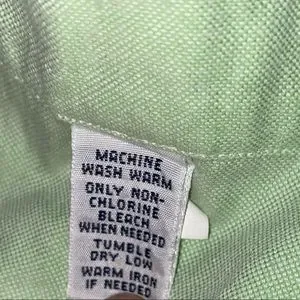 MACHINE
WASH WARM
ONLY NON-
CHLORINE
BLEACH
WHEN NEEDED
TUMBLE
DRY LOW
WARM IRON
IF NEEDED